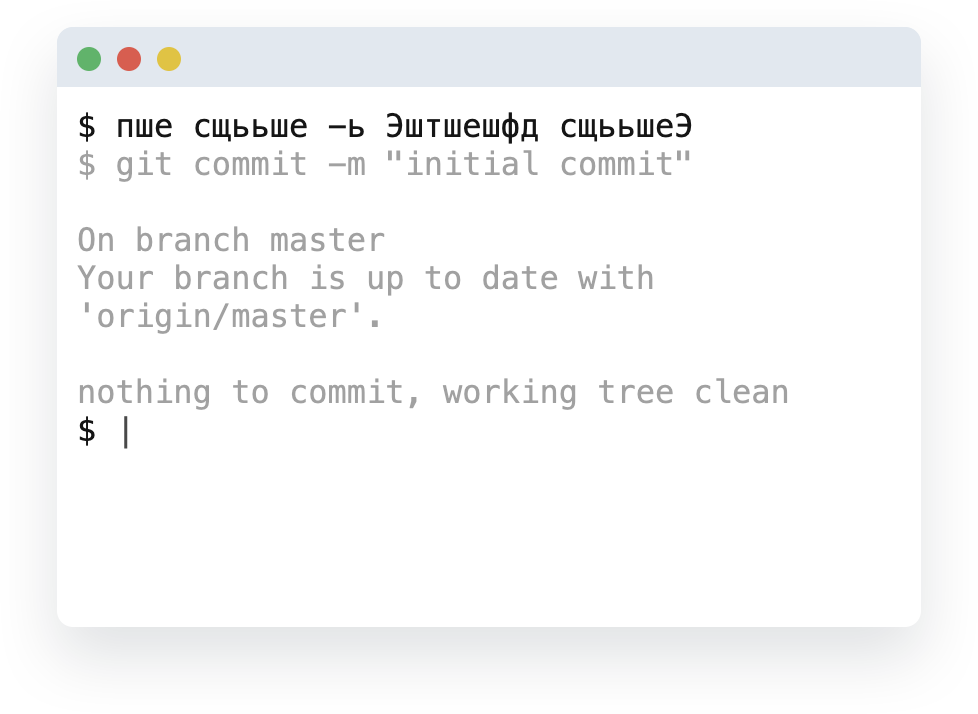 $ пше сщььше -ь Эштшешфд сщььшеЭ
$ git commit -m "initial commit"
On branch master
Your branch is up to date with
'origin/master'.
nothing to commit, working tree clean
$ |